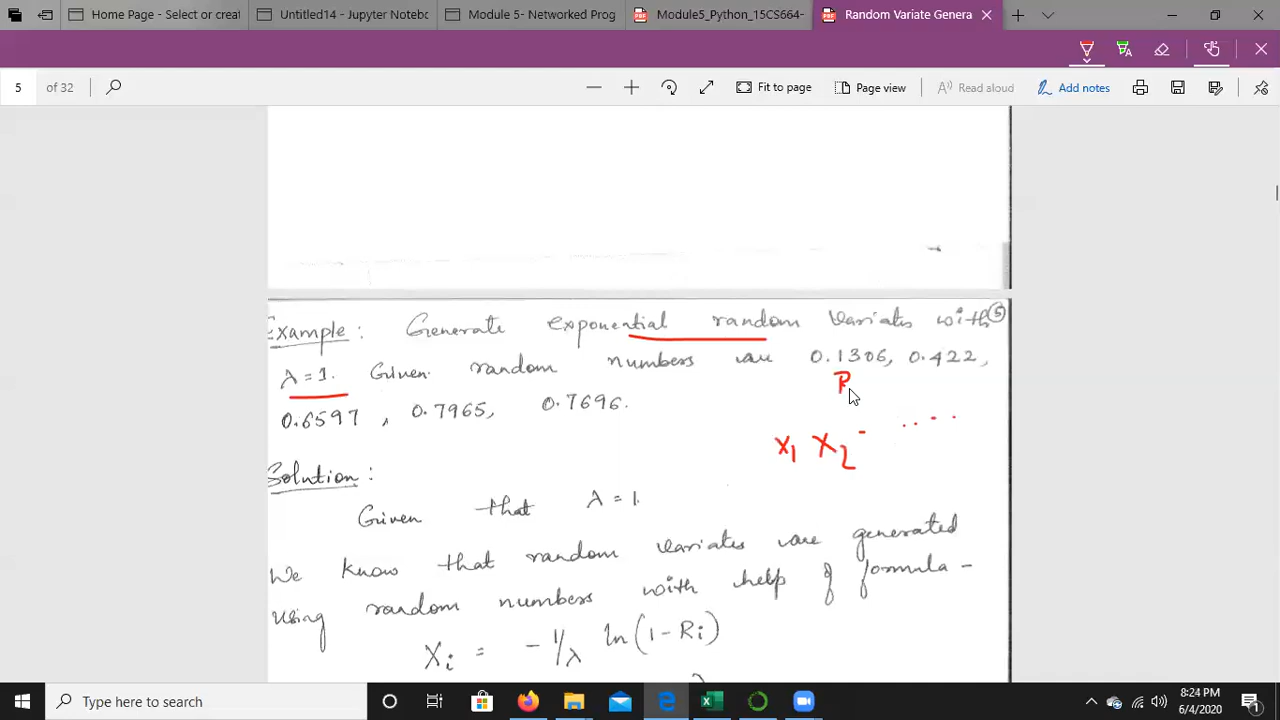 Home Page - Select or creat
Untitled14 - Jupyter Notebo
Module 5- Networked Prog
Module5_Python_15CS664-
Random Variate Genera
5 of 32
Fit to page
Page view
Read aloud
Add notes
Example: Generate exponential random variates with 5
λ = 1. Given random numbers are 0.1306, 0.422,
R
0.6597, 0.7965, 0.7696.
X1 X2 - ....
Solution:
Given that λ = 1.
We know that random variates are generated
using random numbers with help of formula -
Xi = - 1/λ ln(1 - Ri)
Type here to search
8:24 PM
6/4/2020
1